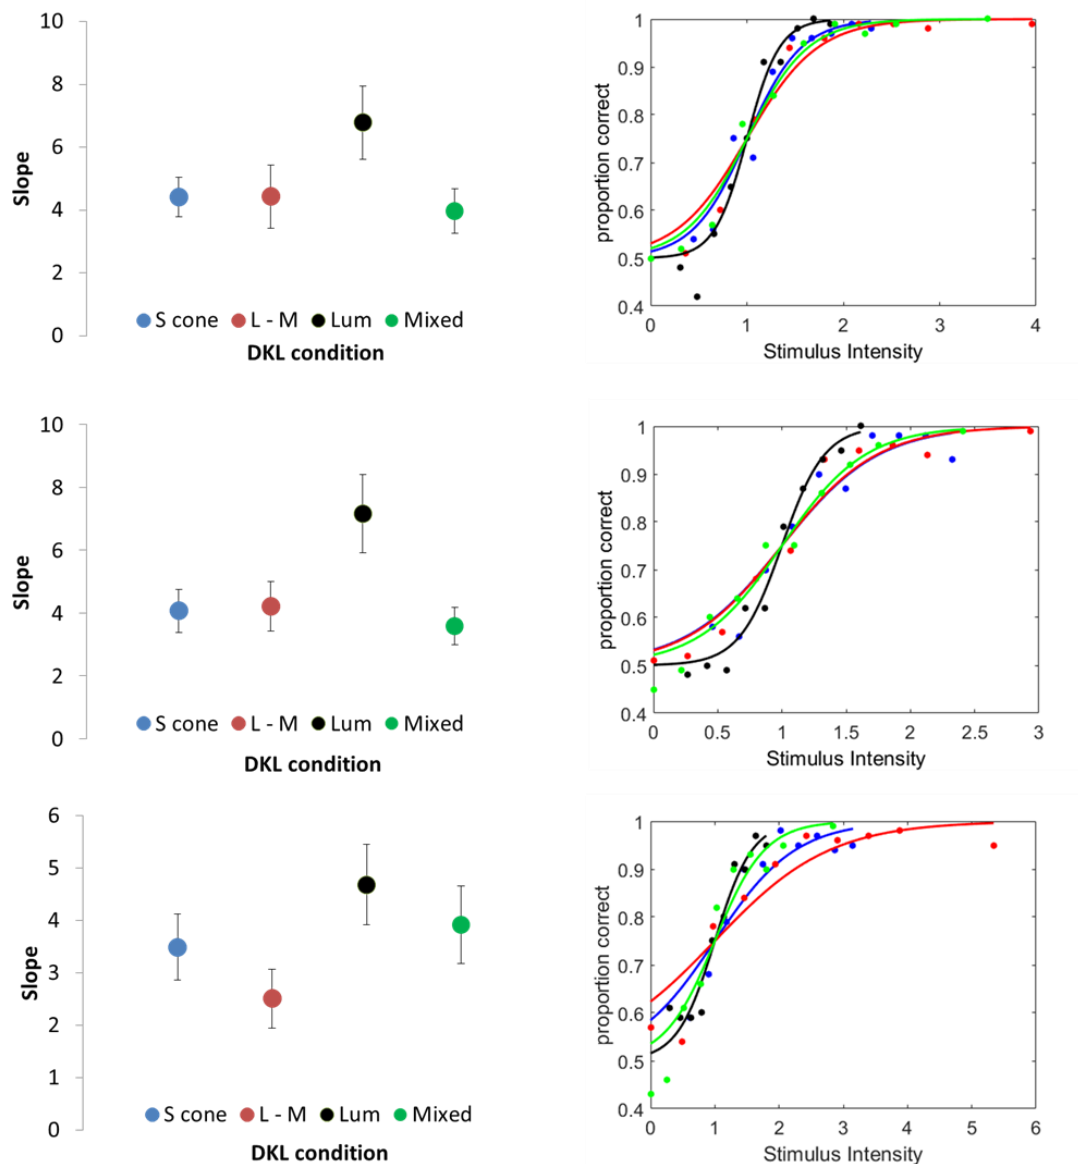 10
8
6
4
2
0
Slope
S cone L - M Lum Mixed
DKL condition
1
0.9
0.8
0.7
0.6
0.5
0.4
proportion correct
0 1 2 3 4
Stimulus Intensity
10
8
6
4
2
0
Slope
S cone L - M Lum Mixed
DKL condition
1
0.9
0.8
0.7
0.6
0.5
0.4
proportion correct
0 0.5 1 1.5 2 2.5 3
Stimulus Intensity
6
5
4
3
2
1
0
Slope
S cone L - M Lum Mixed
DKL condition
1
0.9
0.8
0.7
0.6
0.5
0.4
proportion correct
0 1 2 3 4 5 6
Stimulus Intensity